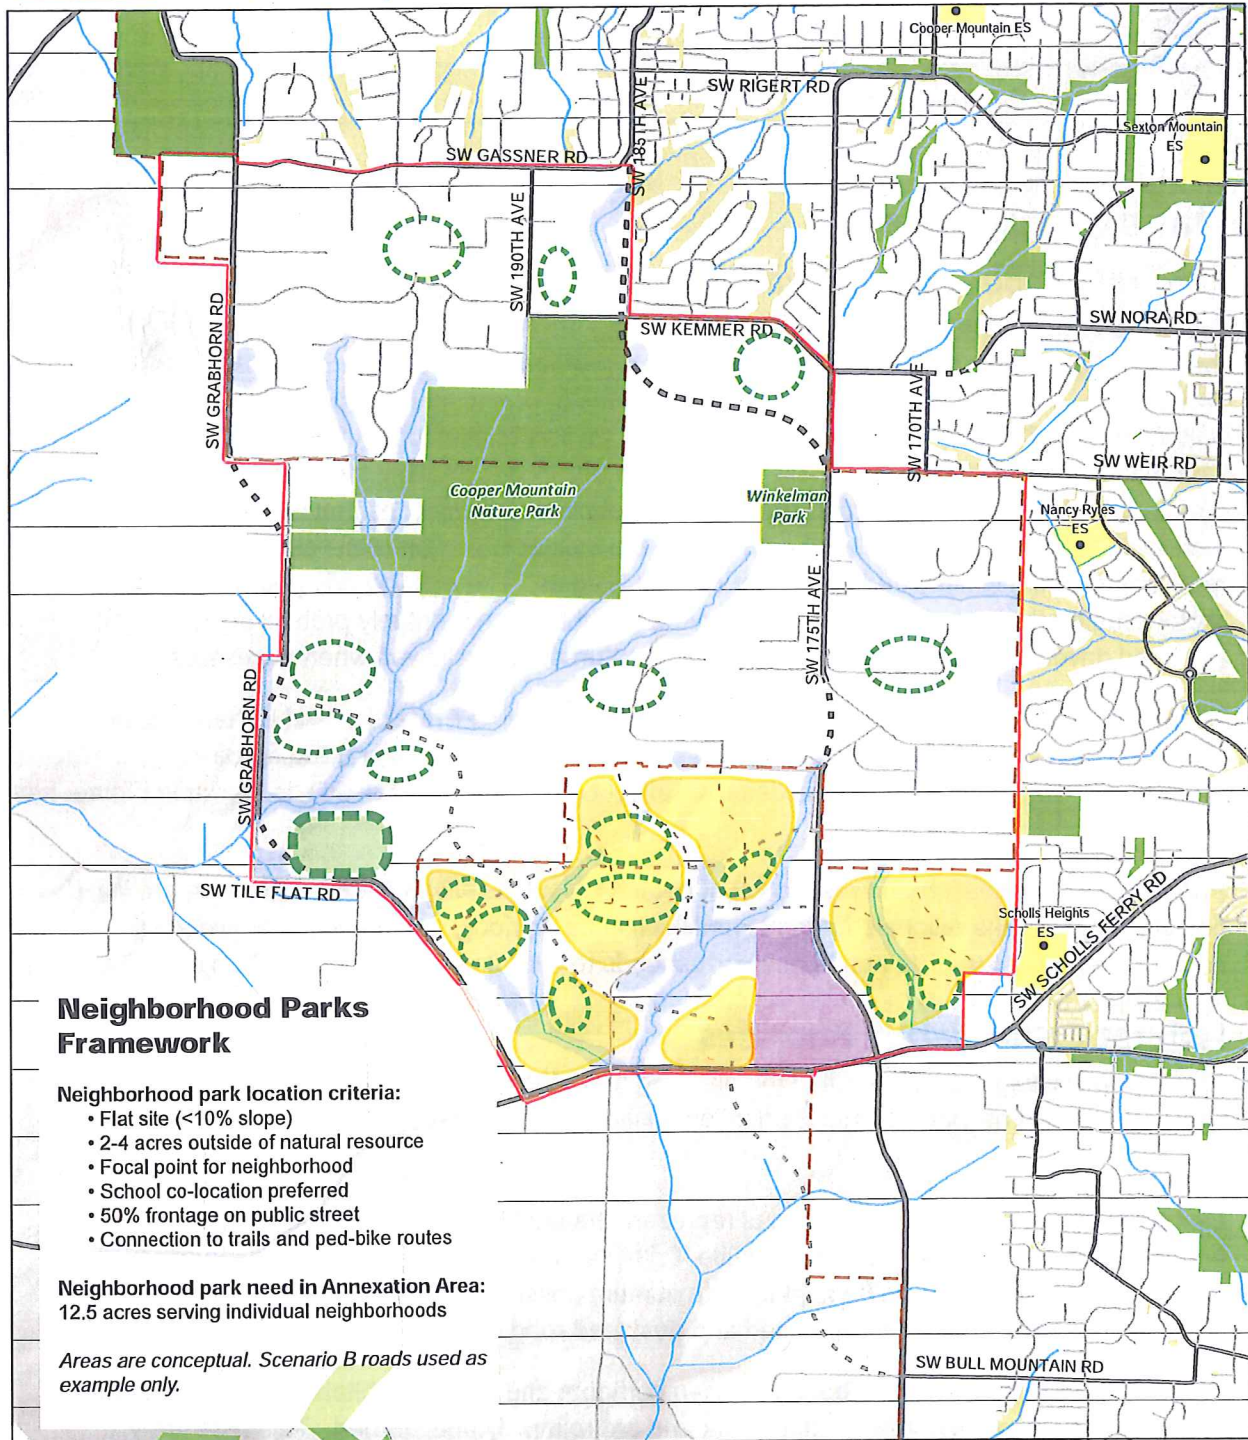 Cooper Mountain ES
SW RIGERT RD
SW 185TH AVE
Sexton Mountain
ES
SW GASSNER RD
SW 190TH AVE
SW GRABHORN RD
SW KEMMER RD
SW NORA RD
SW 170TH AVE
SW WEIR RD
Cooper Mountain
Nature Park
Winkelman
Park
Nancy Ryles
ES
SW 175TH AVE
SW GRABHORN RD
SW TILE FLAT RD
Scholls Heights
ES
SW SCHOLLS FERRY RD
Neighborhood Parks
Framework
Neighborhood park location criteria:
• Flat site (<10% slope)
• 2-4 acres outside of natural resource
• Focal point for neighborhood
• School co-location preferred
• 50% frontage on public street
• Connection to trails and ped-bike routes
Neighborhood park need in Annexation Area:
12.5 acres serving individual neighborhoods
Areas are conceptual. Scenario B roads used as
example only.
SW BULL MOUNTAIN RD